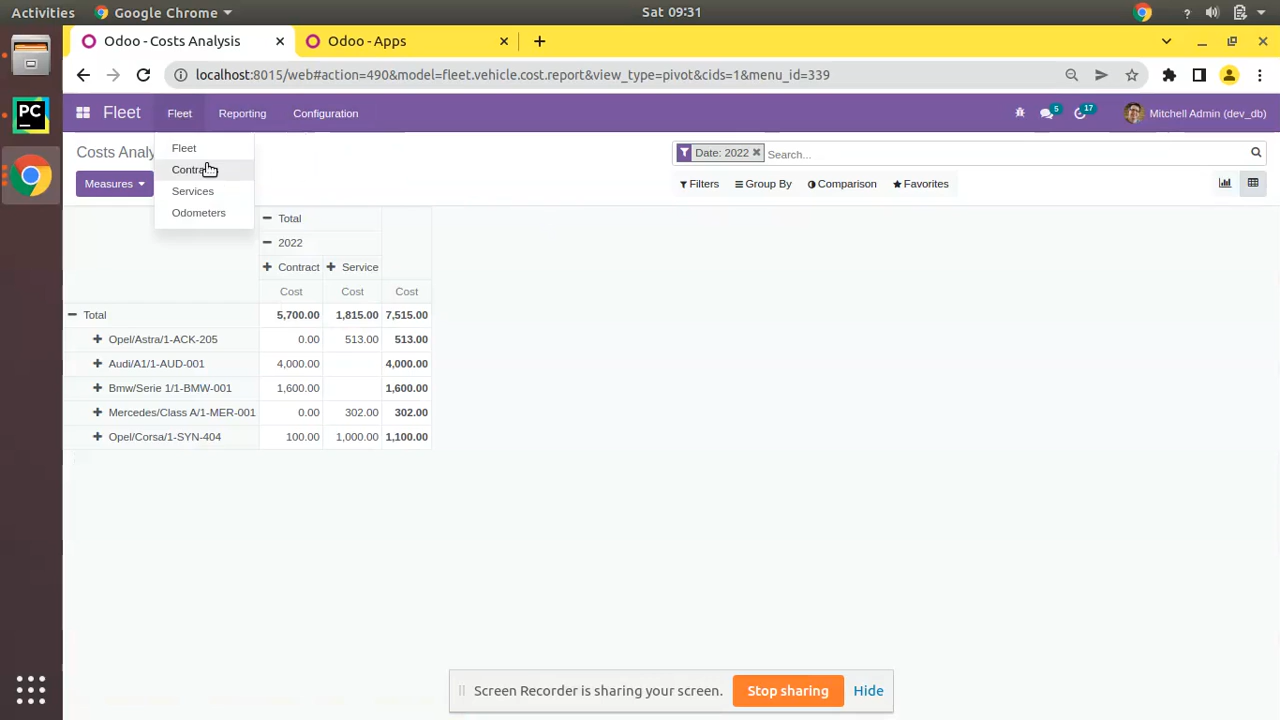 Activities Google Chrome Sat 09:31
Odoo - Costs Analysis Odoo - Apps
localhost:8015/web#action=490&model=fleet.vehicle.cost.report&view_type=pivot&cids=1&menu_id=339
Fleet Fleet Reporting Configuration 5 17 Mitchell Admin (dev_db)
Costs Analy Date: 2022 Search...
Measures Filters Group By Comparison Favorites
Fleet
Services
Odometers
Total
2022
Contract Service
Cost Cost Cost
Total 5,700.00 1,815.00 7,515.00
Opel/Astra/1-ACK-205 0.00 513.00 513.00
Audi/A1/1-AUD-001 4,000.00 4,000.00
Bmw/Serie 1/1-BMW-001 1,600.00 1,600.00
Mercedes/Class A/1-MER-001 0.00 302.00 302.00
Opel/Corsa/1-SYN-404 100.00 1,000.00 1,100.00
PC
Screen Recorder is sharing your screen. Stop sharing Hide